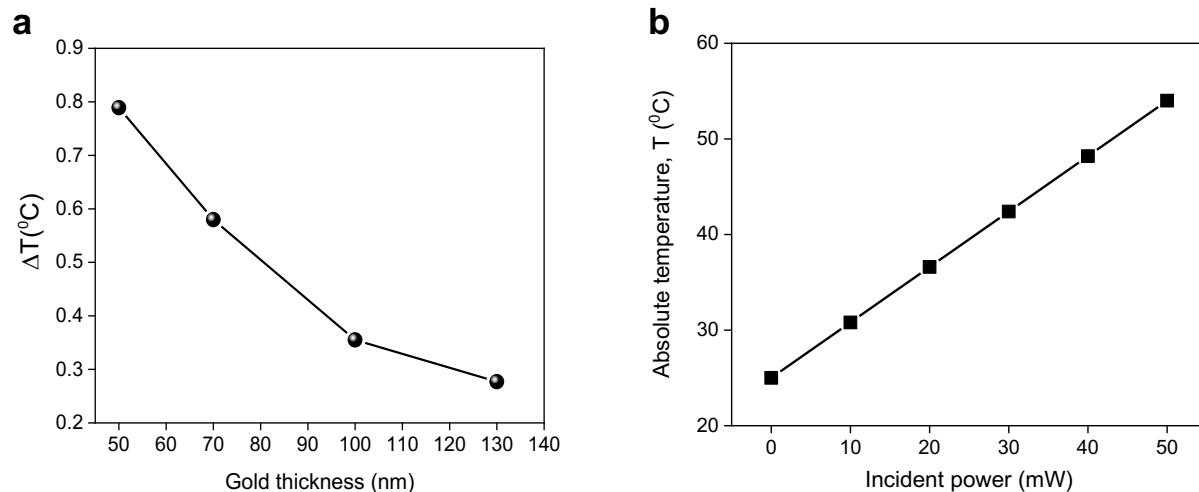 a
0.9
0.8
0.7
0.6
0.5
0.4
0.3
0.2
ΔT(⁰C)
50 60 70 80 90 100 110 120 130 140
Gold thickness (nm)
b
60
50
40
30
20
Absolute temperature, T (⁰C)
0 10 20 30 40 50
Incident power (mW)